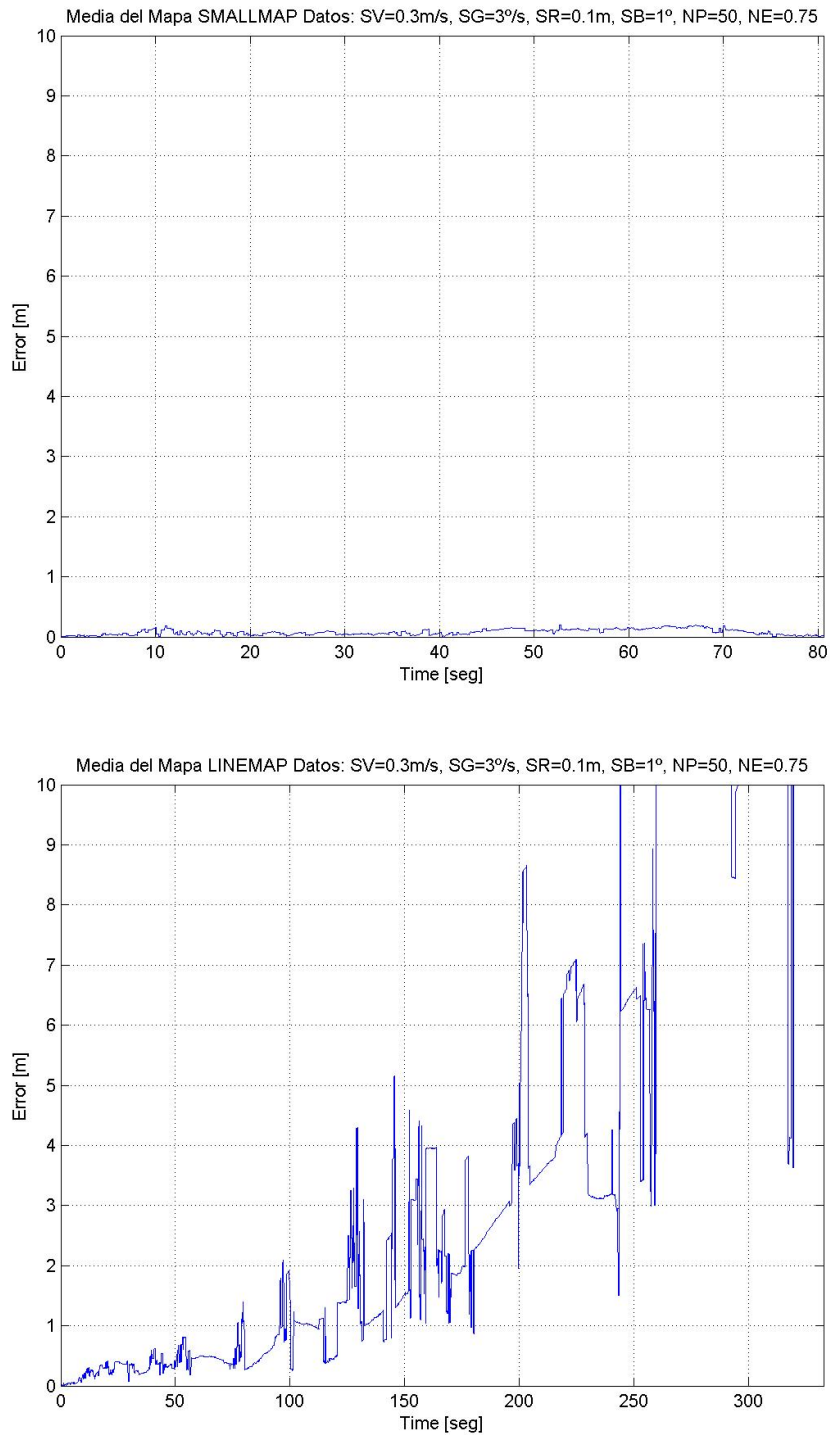 Media del Mapa SMALLMAP Datos: SV=0.3m/s, SG=3º/s, SR=0.1m, SB=1º, NP=50, NE=0.75
10
9
8
7
6
5
4
3
2
1
0
Error [m]
0 10 20 30 40 50 60 70 80
Time [seg]
Media del Mapa LINEMAP Datos: SV=0.3m/s, SG=3º/s, SR=0.1m, SB=1º, NP=50, NE=0.75
10
9
8
7
6
5
4
3
2
1
0
Error [m]
0 50 100 150 200 250 300
Time [seg]